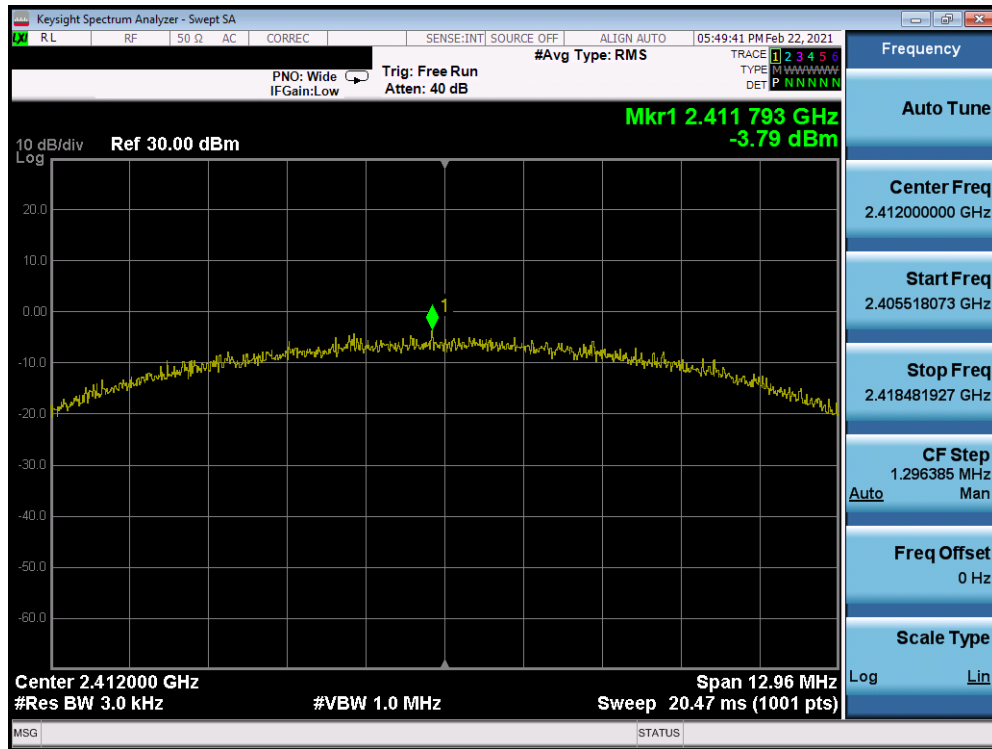 Keysight Spectrum Analyzer - Swept SA
LXI RL RF 50 Ω AC CORREC SENSE:INT SOURCE OFF ALIGN AUTO 05:49:41 PM Feb 22, 2021
#Avg Type: RMS TRACE 1 2 3 4 5 6
PNO: Wide Trig: Free Run TYPE M WWWWW
IFGain:Low Atten: 40 dB DET P N N N N N
Mkr1 2.411 793 GHz
-3.79 dBm
10 dB/div Ref 30.00 dBm
Log
20.0
10.0
1
0.00
-10.0
-20.0
-30.0
-40.0
-50.0
-60.0
Center 2.412000 GHz Span 12.96 MHz
#Res BW 3.0 kHz #VBW 1.0 MHz Sweep 20.47 ms (1001 pts)
MSG STATUS
Frequency
Auto Tune
Center Freq
2.412000000 GHz
Start Freq
2.405518073 GHz
Stop Freq
2.418481927 GHz
CF Step
1.296385 MHz
Auto Man
Freq Offset
0 Hz
Scale Type
Log Lin